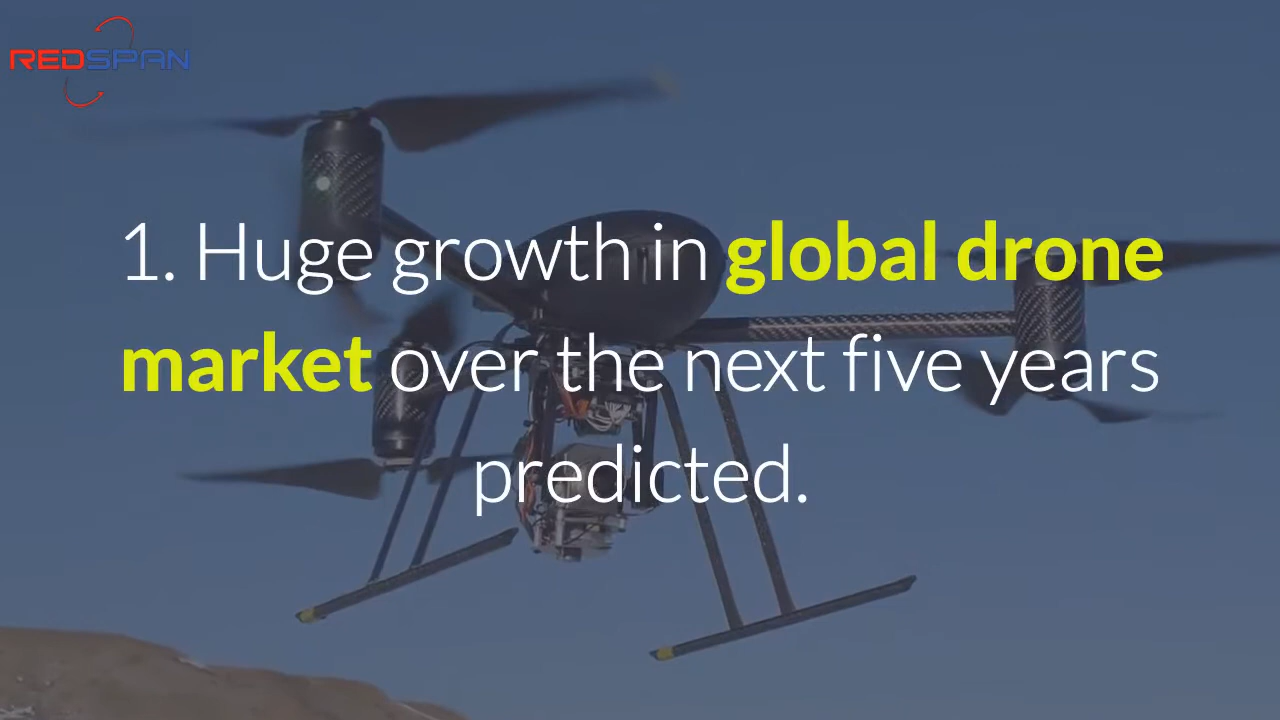 REDSPAN
1. Huge growth in global drone
market over the next five years
predicted.